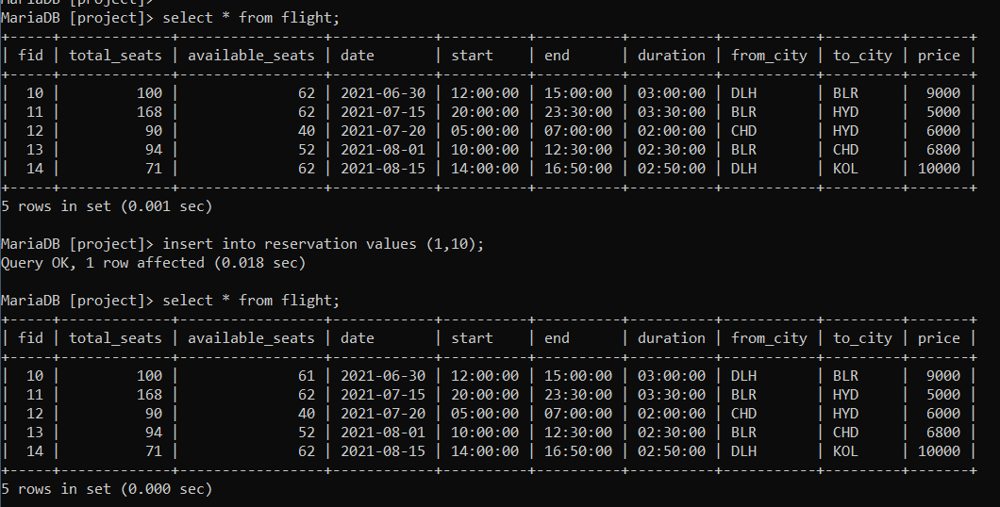 MariaDB [project]>
MariaDB [project]> select * from flight;
+-----+-------------+-----------------+------------+----------+----------+----------+-----------+---------+-------+
| fid | total_seats | available_seats | date       | start    | end      | duration | from_city | to_city | price |
+-----+-------------+-----------------+------------+----------+----------+----------+-----------+---------+-------+
|  10 |         100 |              62 | 2021-06-30 | 12:00:00 | 15:00:00 | 03:00:00 | DLH       | BLR     |  9000 |
|  11 |         168 |              62 | 2021-07-15 | 20:00:00 | 23:30:00 | 03:30:00 | BLR       | HYD     |  5000 |
|  12 |          90 |              40 | 2021-07-20 | 05:00:00 | 07:00:00 | 02:00:00 | CHD       | HYD     |  6000 |
|  13 |          94 |              52 | 2021-08-01 | 10:00:00 | 12:30:00 | 02:30:00 | BLR       | CHD     |  6800 |
|  14 |          71 |              62 | 2021-08-15 | 14:00:00 | 16:50:00 | 02:50:00 | DLH       | KOL     | 10000 |
+-----+-------------+-----------------+------------+----------+----------+----------+-----------+---------+-------+
5 rows in set (0.001 sec)
MariaDB [project]> insert into reservation values (1,10);
Query OK, 1 row affected (0.018 sec)
MariaDB [project]> select * from flight;
+-----+-------------+-----------------+------------+----------+----------+----------+-----------+---------+-------+
| fid | total_seats | available_seats | date       | start    | end      | duration | from_city | to_city | price |
+-----+-------------+-----------------+------------+----------+----------+----------+-----------+---------+-------+
|  10 |         100 |              61 | 2021-06-30 | 12:00:00 | 15:00:00 | 03:00:00 | DLH       | BLR     |  9000 |
|  11 |         168 |              62 | 2021-07-15 | 20:00:00 | 23:30:00 | 03:30:00 | BLR       | HYD     |  5000 |
|  12 |          90 |              40 | 2021-07-20 | 05:00:00 | 07:00:00 | 02:00:00 | CHD       | HYD     |  6000 |
|  13 |          94 |              52 | 2021-08-01 | 10:00:00 | 12:30:00 | 02:30:00 | BLR       | CHD     |  6800 |
|  14 |          71 |              62 | 2021-08-15 | 14:00:00 | 16:50:00 | 02:50:00 | DLH       | KOL     | 10000 |
+-----+-------------+-----------------+------------+----------+----------+----------+-----------+---------+-------+
5 rows in set (0.000 sec)